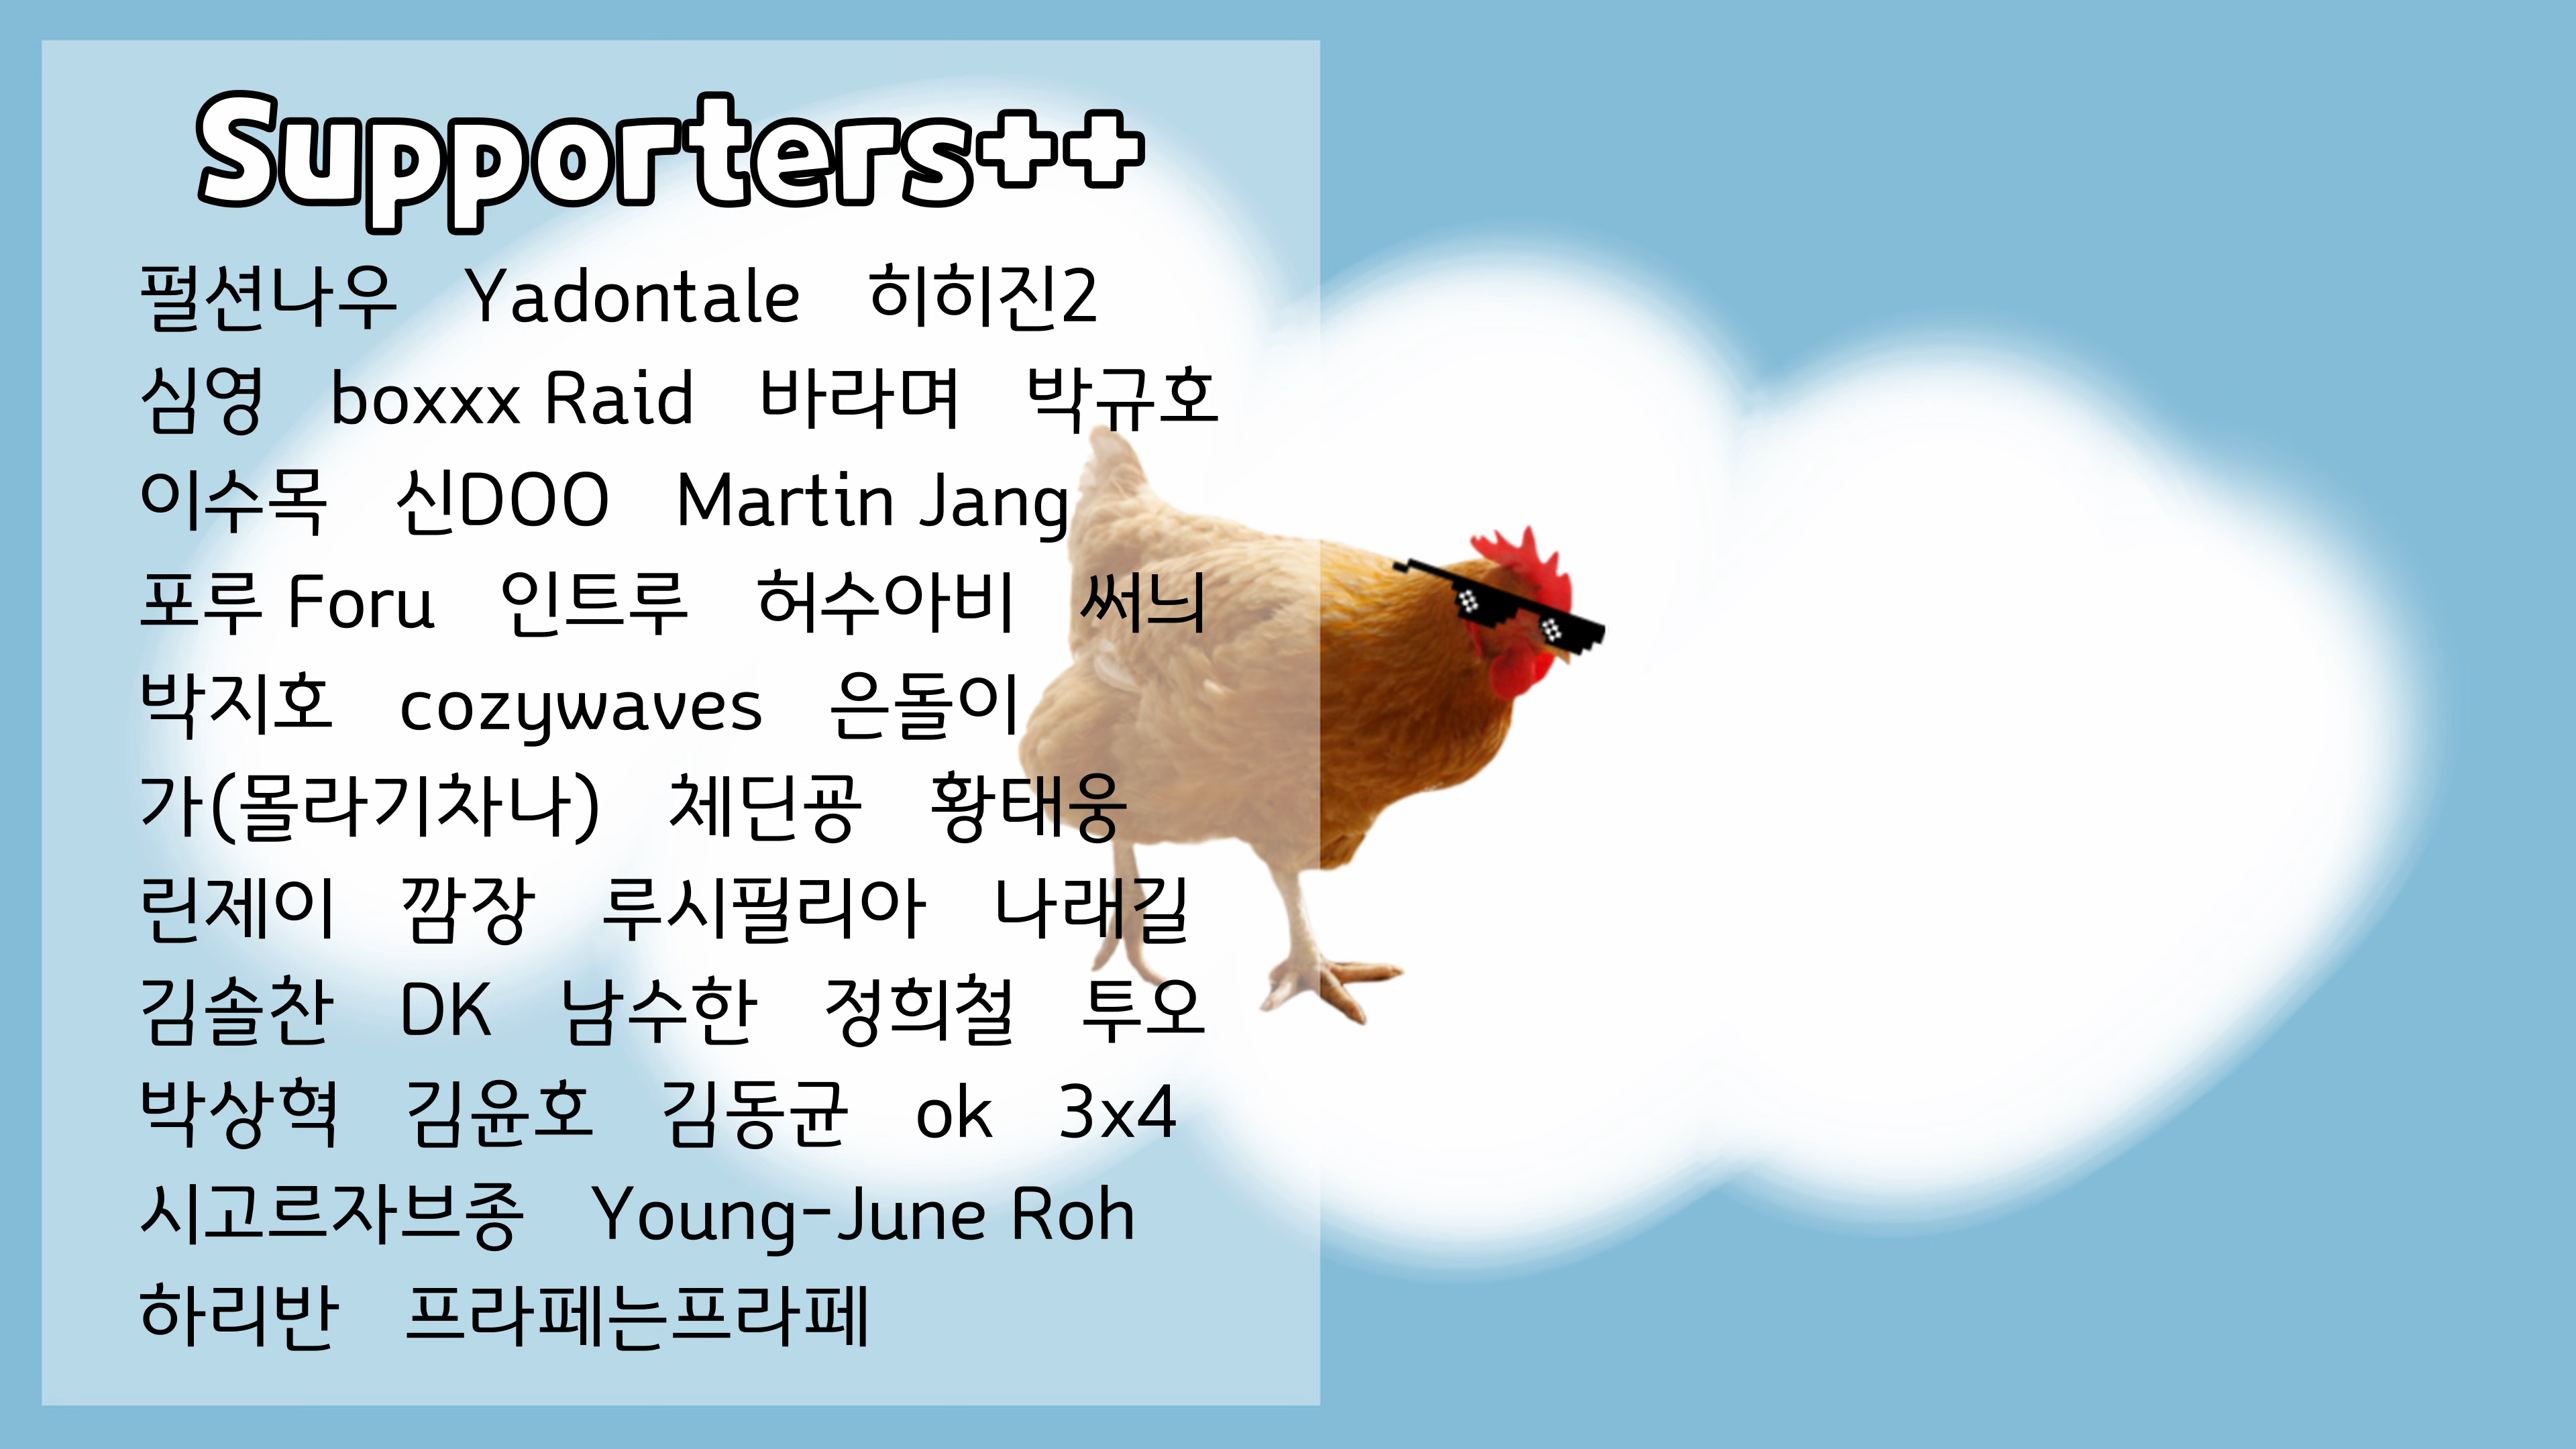 Supporters++
펄션나우 Yadontale 히히진2
심영 boxxx Raid 바라며 박규호
이수목 신DOO Martin Jang
포루 Foru 인트루 허수아비 써늬
박지호 cozywaves 은돌이
가(몰라기차나) 체딘굥 황태웅
린제이 깜장 루시필리아 나래길
김솔찬 DK 남수한 정희철 투오
박상혁 김윤호 김동균 ok 3x4
시고르자브종 Young-June Roh
하리반 프라페는프라페